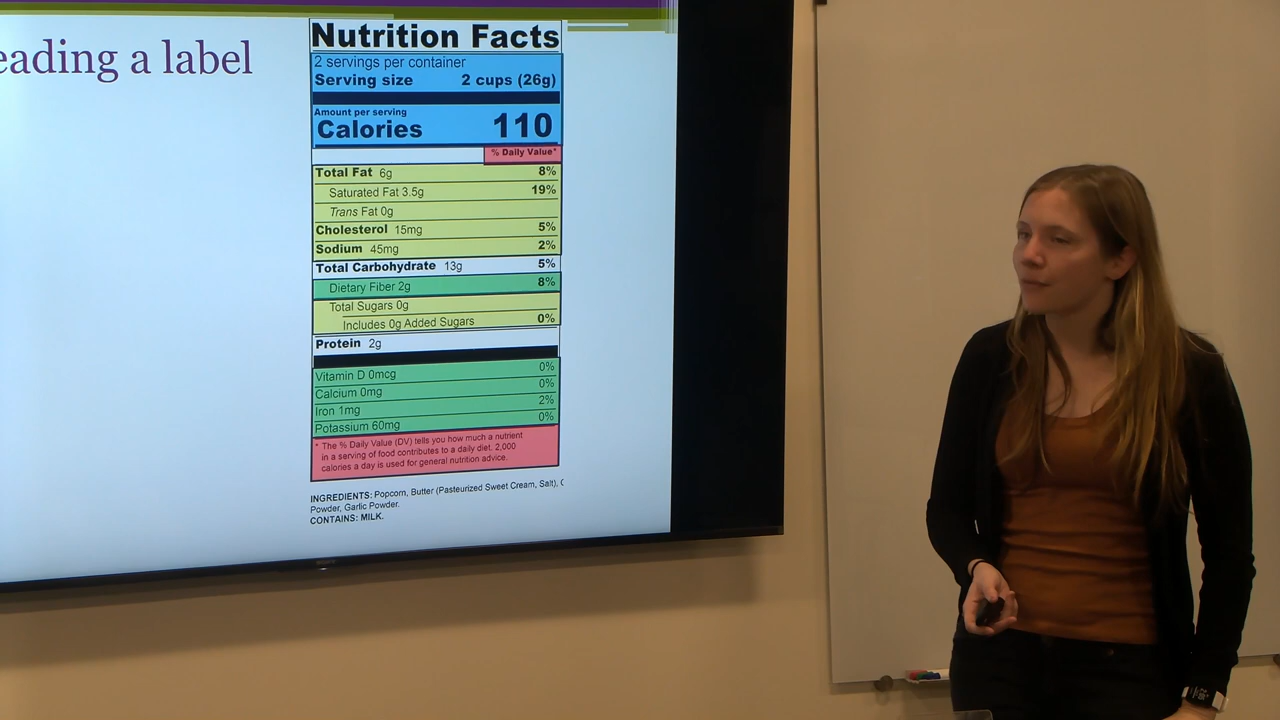 eading a label
Nutrition Facts
2 servings per container
Serving size 2 cups (26g)
Amount per serving
Calories 110
% Daily Value*
Total Fat 6g 8%
Saturated Fat 3.5g 19%
Trans Fat 0g
Cholesterol 15mg 5%
Sodium 45mg 2%
Total Carbohydrate 13g 5%
Dietary Fiber 2g 8%
Total Sugars 0g
Includes 0g Added Sugars 0%
Protein 2g
Vitamin D 0mcg 0%
Calcium 0mg 0%
Iron 1mg 2%
Potassium 60mg 0%
* The % Daily Value (DV) tells you how much a nutrient
in a serving of food contributes to a daily diet. 2,000
calories a day is used for general nutrition advice.
INGREDIENTS: Popcorn, Butter (Pasteurized Sweet Cream, Salt),
Powder, Garlic Powder.
CONTAINS: MILK.